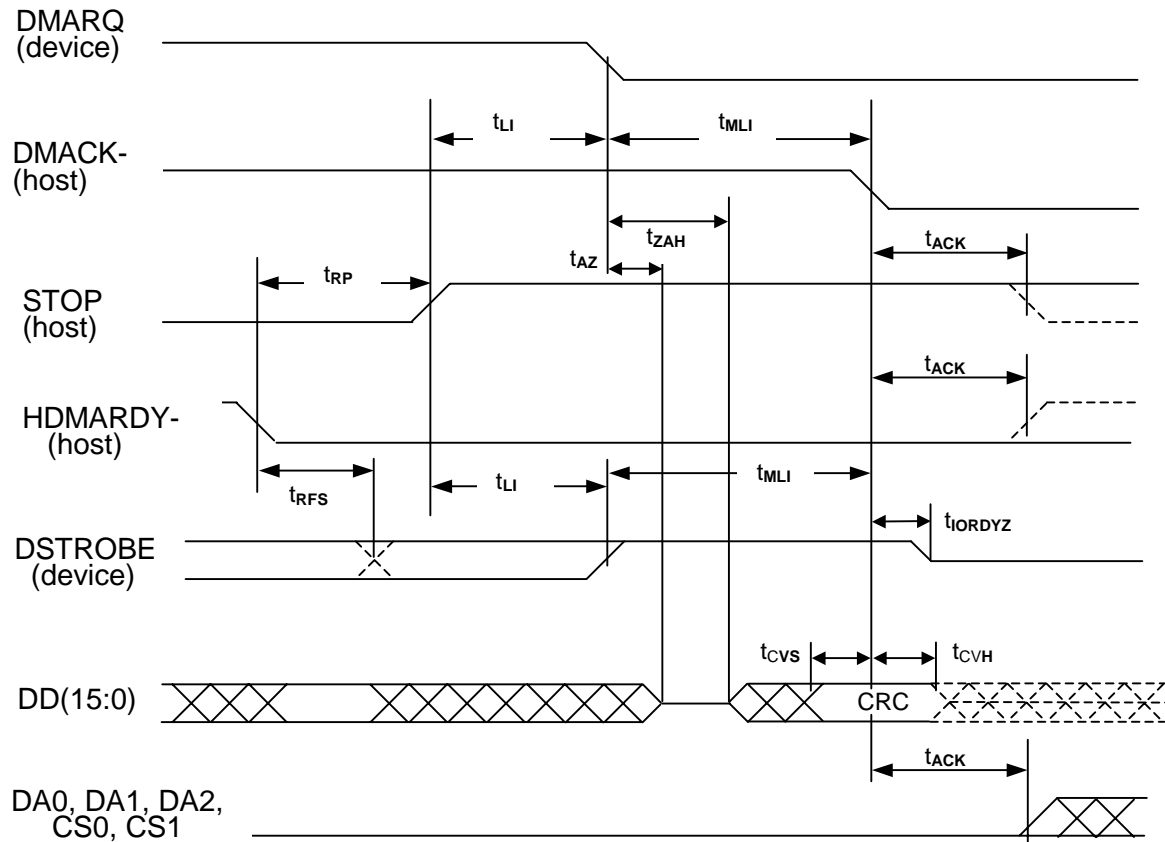 DMARQ
(device)
tLI
tMLI
DMACK-
(host)
tZAH
tACK
tAZ
tRP
STOP
(host)
tACK
HDMARDY-
(host)
tRFS
tLI
tMLI
tIORDYZ
DSTROBE
(device)
tCVS
tCVH
DD(15:0)
CRC
tACK
DA0, DA1, DA2,
CS0, CS1